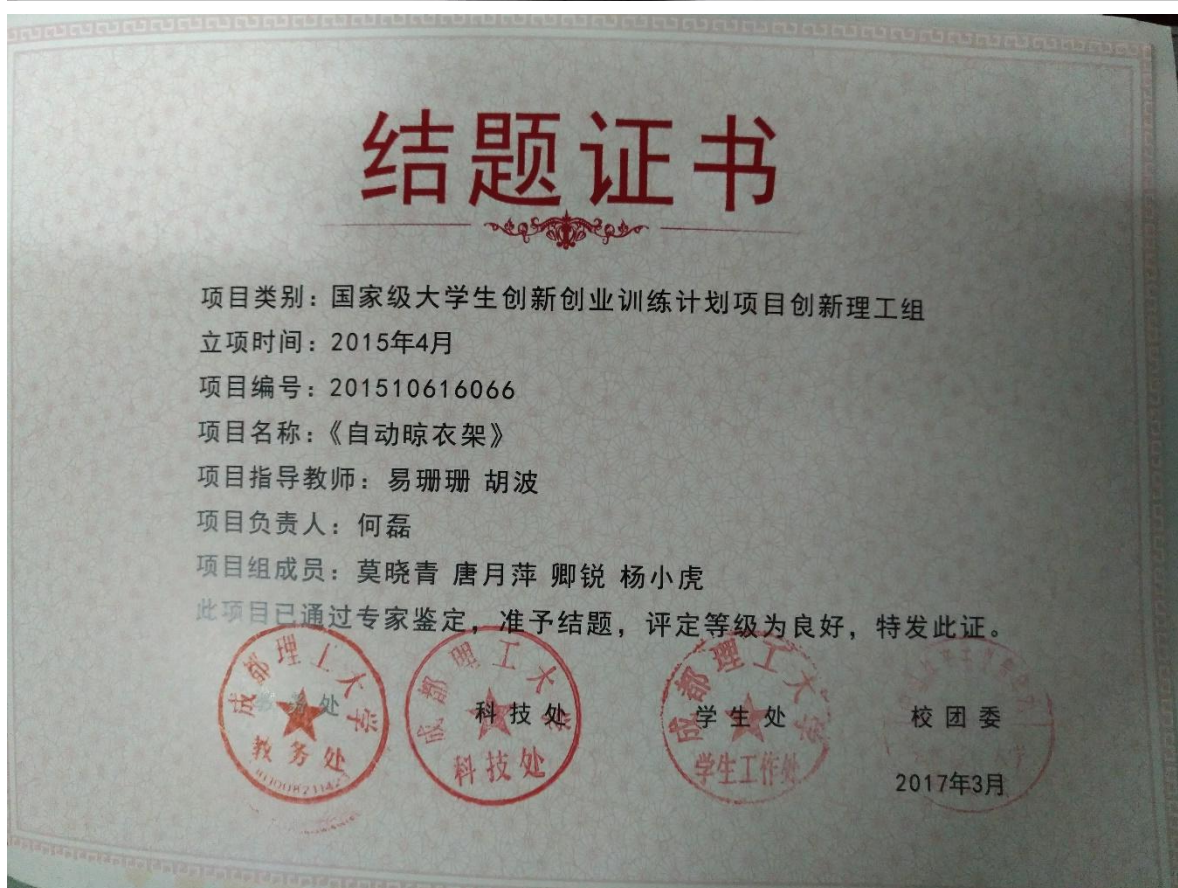 结题证书
项目类别：国家级大学生创新创业训练计划项目创新理工组
立项时间：2015年4月
项目编号：201510616066
项目名称：《自动晾衣架》
项目指导教师：易珊珊 胡波
项目负责人：何磊
项目组成员：莫晓青 唐月萍 卿锐 杨小虎
此项目已通过专家鉴定，准予结题，评定等级为良好，特发此证。
成都理工大学
教务处
教务处
成都理工大学
科技处
科技处
成都理工大学
学生处
学生工作处
校团委
2017年3月